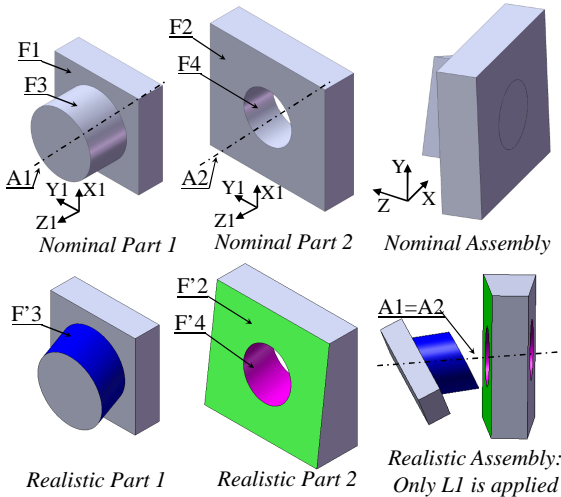 F1
F3
A1
Y1
X1
Z1
Nominal Part 1
F2
F4
A2
Y1
X1
Z1
Nominal Part 2
Y
Z
X
Nominal Assembly
F'3
Realistic Part 1
F'2
F'4
Realistic Part 2
A1=A2
Realistic Assembly:
Only L1 is applied